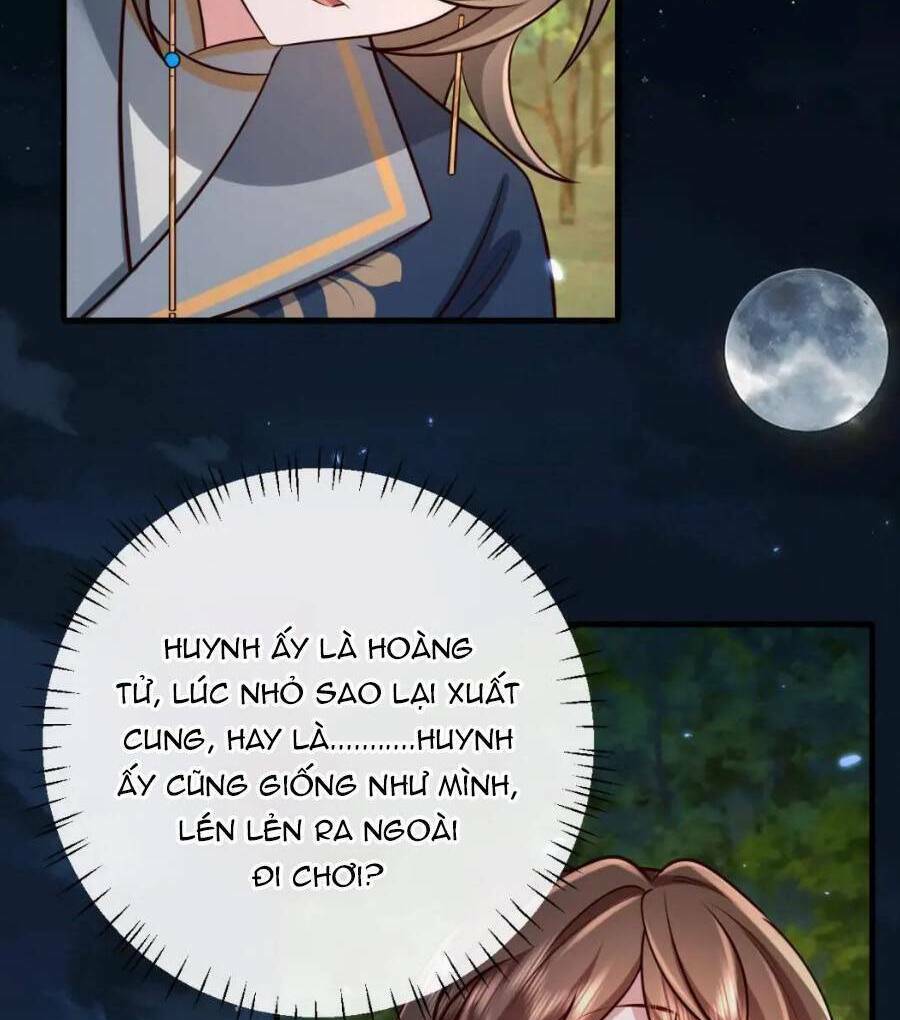 HUYNH ẤY LÀ HOÀNG
TỬ, LÚC NHỎ SAO LẠI XUẤT
CUNG, HAY LÀ...........HUYNH
ẤY CŨNG GIỐNG NHƯ MÌNH,
LÉN LẺN RA NGOÀI
ĐI CHƠI?